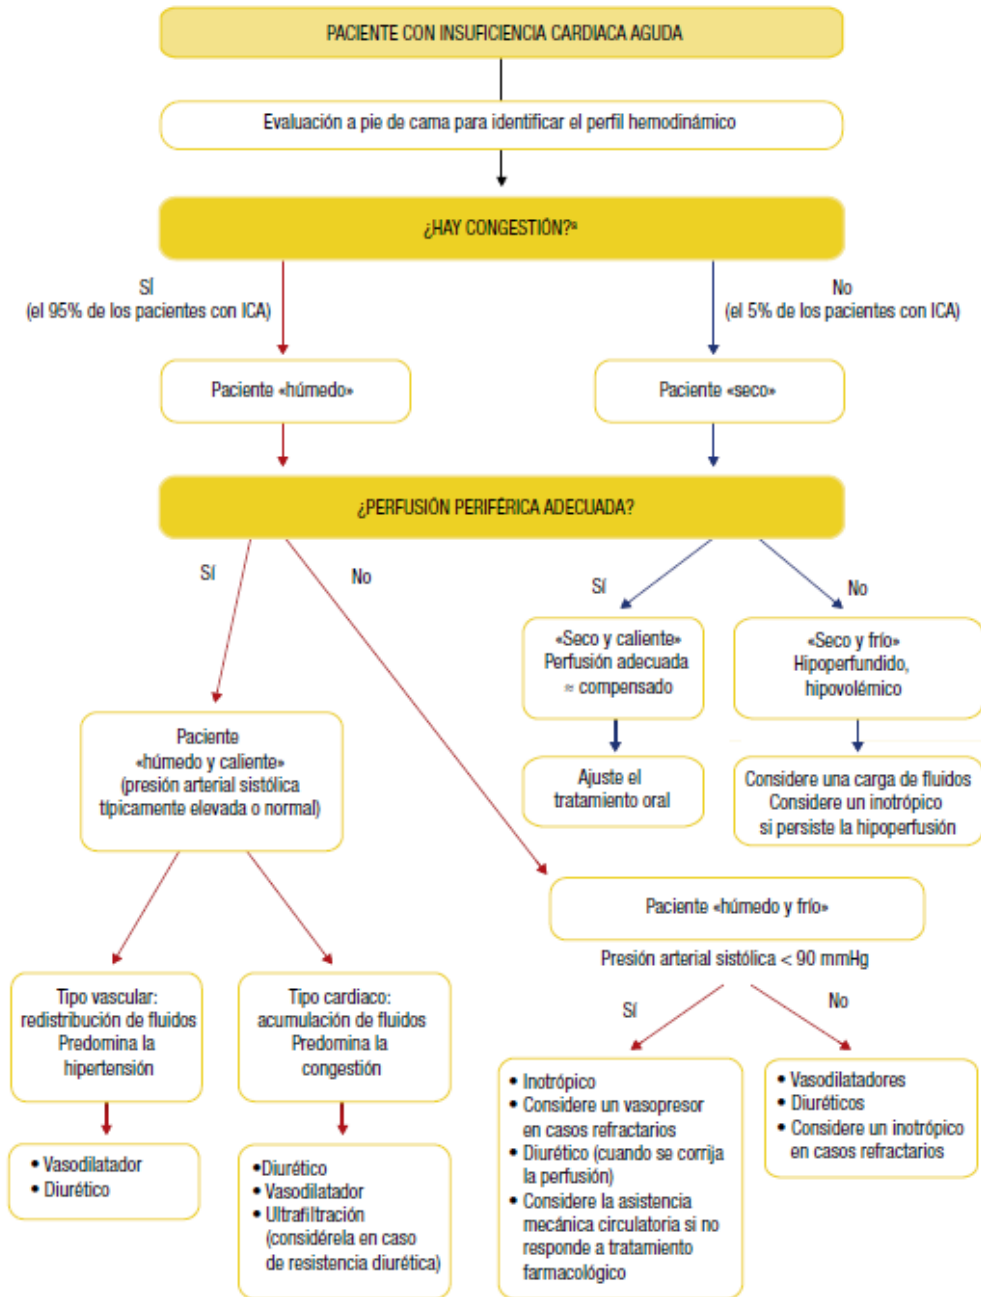 PACIENTE CON INSUFICIENCIA CARDIACA AGUDA
Evaluación a pie de cama para identificar el perfil hemodinámico
¿HAY CONGESTIÓN?ª
SÍ
(el 95% de los pacientes con ICA)
No
(el 5% de los pacientes con ICA)
Paciente «húmedo»
Paciente «seco»
¿PERFUSIÓN PERIFÉRICA ADECUADA?
Sí
No
Sí
No
«Seco y caliente»
Perfusión adecuada
≈ compensado
«Seco y frío»
Hipoperfundido,
hipovolémico
Paciente
«húmedo y caliente»
(presión arterial sistólica
típicamente elevada o normal)
Ajuste el
tratamiento oral
Considere una carga de fluidos
Considere un inotrópico
si persiste la hipoperfusión
Paciente «húmedo y frío»
Presión arterial sistólica < 90 mmHg
Sí
No
Tipo vascular:
redistribución de fluidos
Predomina la
hipertensión
Tipo cardiaco:
acumulación de fluidos
Predomina la
congestión
• Vasodilatador
• Diurético
•Diurético
• Vasodilatador
• Ultrafiltración
(considérela en caso
de resistencia diurética)
• Inotrópico
• Considere un vasopresor
en casos refractarios
• Diurético (cuando se corrija
la perfusión)
• Considere la asistencia
mecánica circulatoria si no
responde a tratamiento
farmacológico
• Vasodilatadores
• Diuréticos
• Considere un inotrópico
en casos refractarios